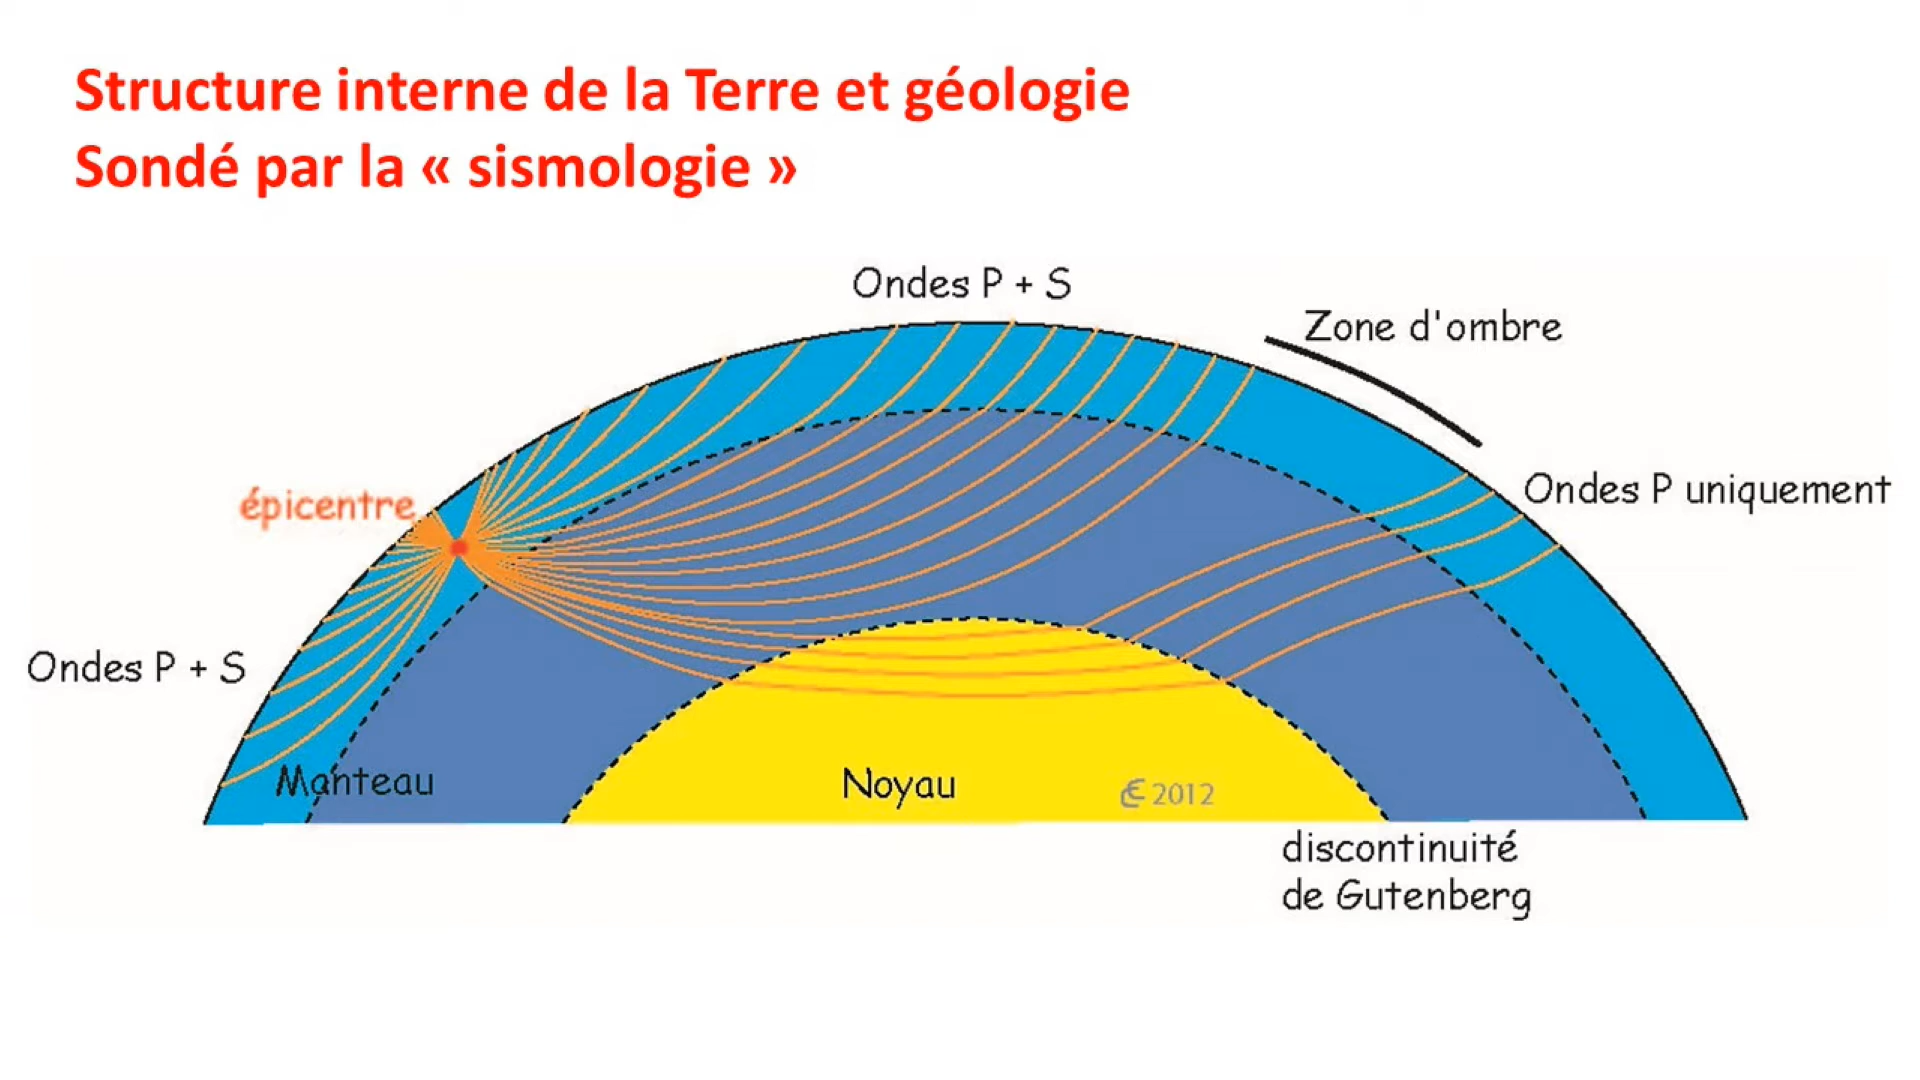 Structure interne de la Terre et géologie
Sondé par la « sismologie »
Ondes P + S
Zone d'ombre
épicentre
Ondes P uniquement
Ondes P + S
Manteau
Noyau
2012
discontinuité
de Gutenberg